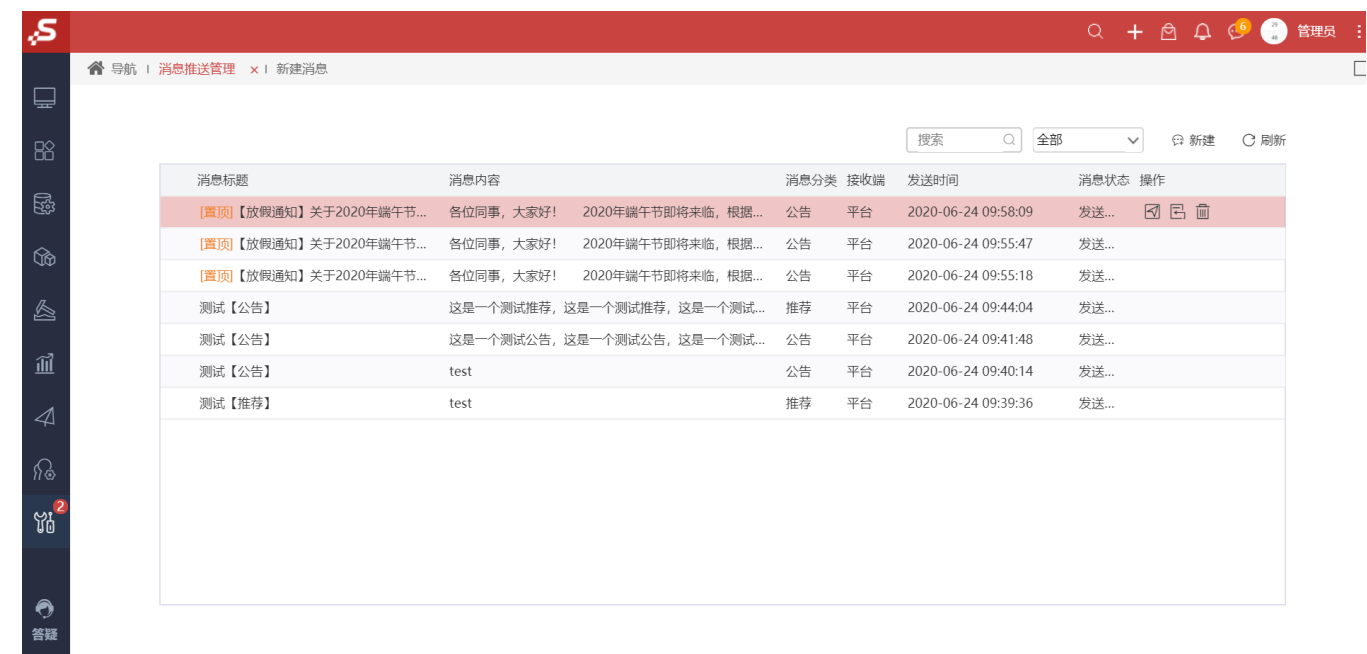 S 6 管理员
导航 消息推送管理 × 新建消息
搜索 全部 新建 刷新
消息标题 消息内容 消息分类 接收端 发送时间 消息状态 操作
[置顶]【放假通知】关于2020年端午节... 各位同事，大家好！ 2020年端午节即将来临，根据... 公告 平台 2020-06-24 09:58:09 发送...
[置顶]【放假通知】关于2020年端午节... 各位同事，大家好！ 2020年端午节即将来临，根据... 公告 平台 2020-06-24 09:55:47 发送...
[置顶]【放假通知】关于2020年端午节... 各位同事，大家好！ 2020年端午节即将来临，根据... 公告 平台 2020-06-24 09:55:18 发送...
测试【公告】 这是一个测试推荐，这是一个测试推荐，这是一个测试... 推荐 平台 2020-06-24 09:44:04 发送...
测试【公告】 这是一个测试公告，这是一个测试公告，这是一个测试... 公告 平台 2020-06-24 09:41:48 发送...
测试【公告】 test 公告 平台 2020-06-24 09:40:14 发送...
测试【推荐】 test 推荐 平台 2020-06-24 09:39:36 发送...
2
答疑